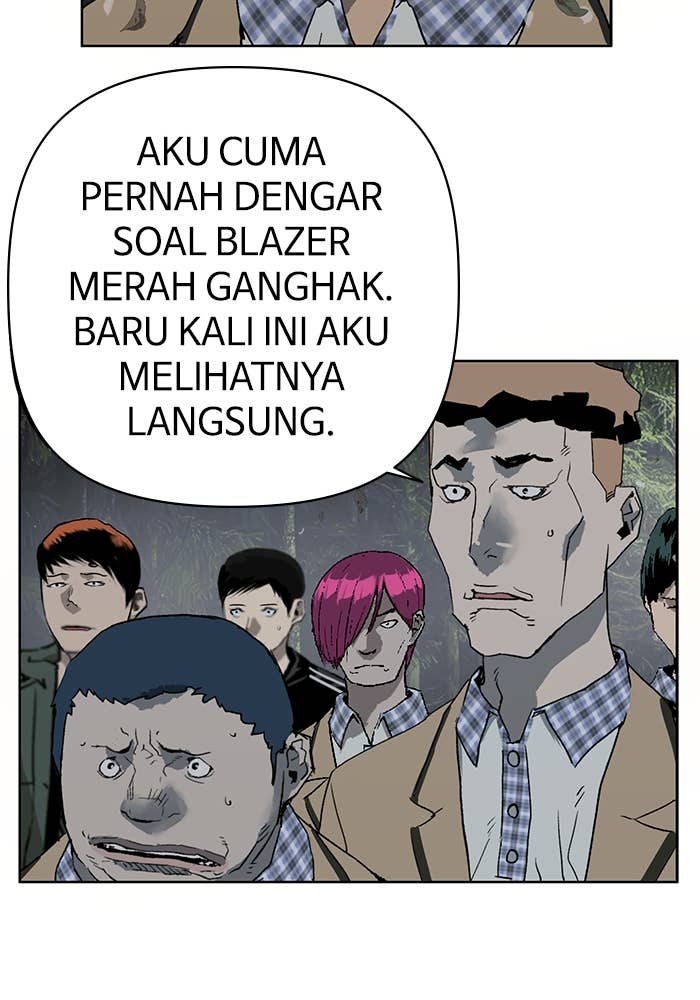 AKU CUMA
PERNAH DENGAR
SOAL BLAZER
MERAH GANGHAK.
BARU KALI INI AKU
MELIHATNYA
LANGSUNG.